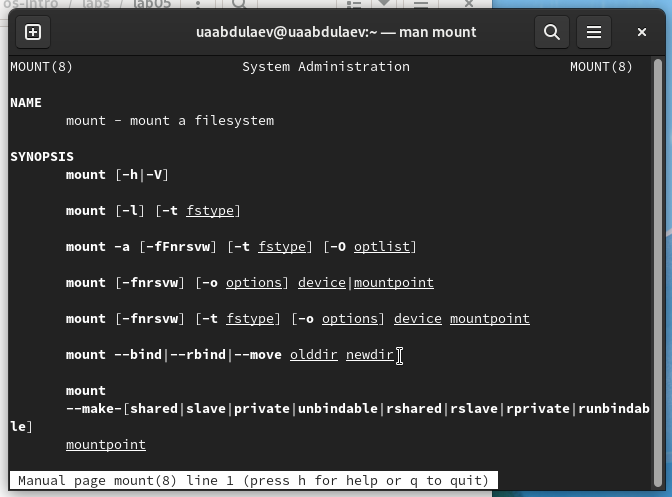 os-intro / labs / lab05
uaabdulaev@uaabdulaev:~ — man mount
MOUNT(8) System Administration MOUNT(8)
NAME
mount - mount a filesystem
SYNOPSIS
mount [-h|-V]
mount [-l] [-t fstype]
mount -a [-fFnrsvw] [-t fstype] [-O optlist]
mount [-fnrsvw] [-o options] device|mountpoint
mount [-fnrsvw] [-t fstype] [-o options] device mountpoint
mount --bind|--rbind|--move olddir newdir
mount
--make-[shared|slave|private|unbindable|rshared|rslave|rprivate|runbindab
le]
mountpoint
Manual page mount(8) line 1 (press h for help or q to quit)